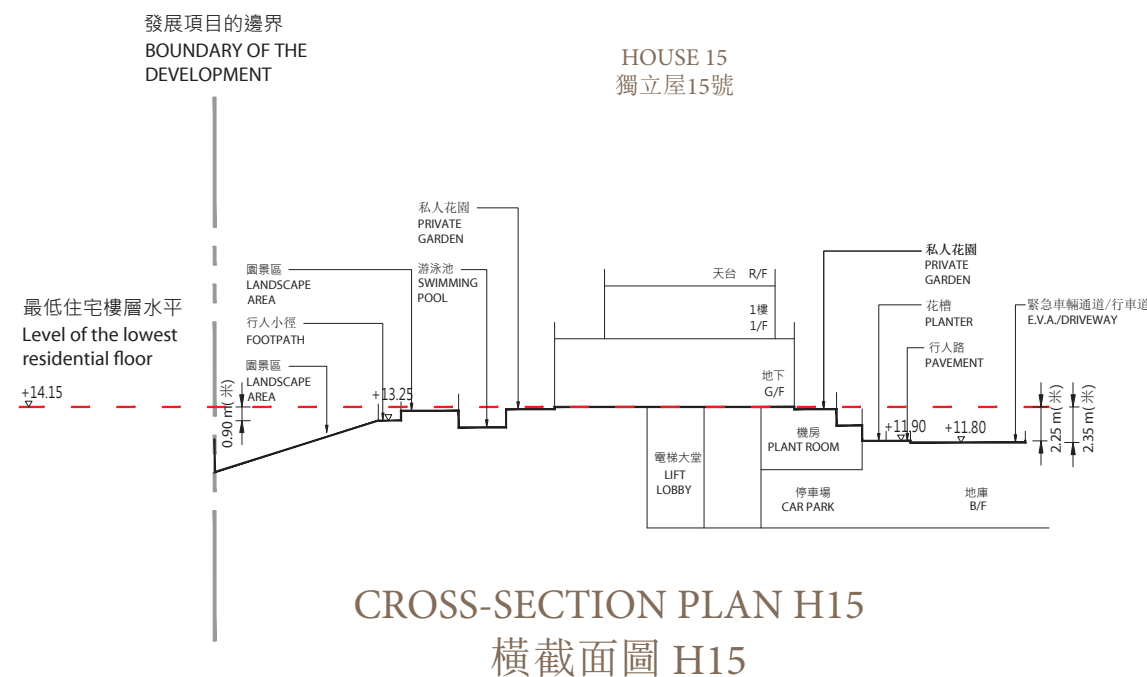 發展項目的邊界
BOUNDARY OF THE
DEVELOPMENT
HOUSE 15
獨立屋15號
私人花園
PRIVATE
GARDEN
園景區
LANDSCAPE
AREA
游泳池
SWIMMING
POOL
行人小徑
FOOTPATH
園景區
LANDSCAPE
AREA
最低住宅樓層水平
Level of the lowest
residential floor
+14.15
0.90 m(米)
+13.25
天台 R/F
1樓
1/F
地下
G/F
私人花園
PRIVATE
GARDEN
花槽
PLANTER
行人路
PAVEMENT
緊急車輛通道/行車道
E.V.A./DRIVEWAY
+11.90
+11.80
2.25 m(米)
2.35 m(米)
機房
PLANT ROOM
電梯大堂
LIFT
LOBBY
停車場
CAR PARK
地庫
B/F
CROSS-SECTION PLAN H15
橫截面圖 H15